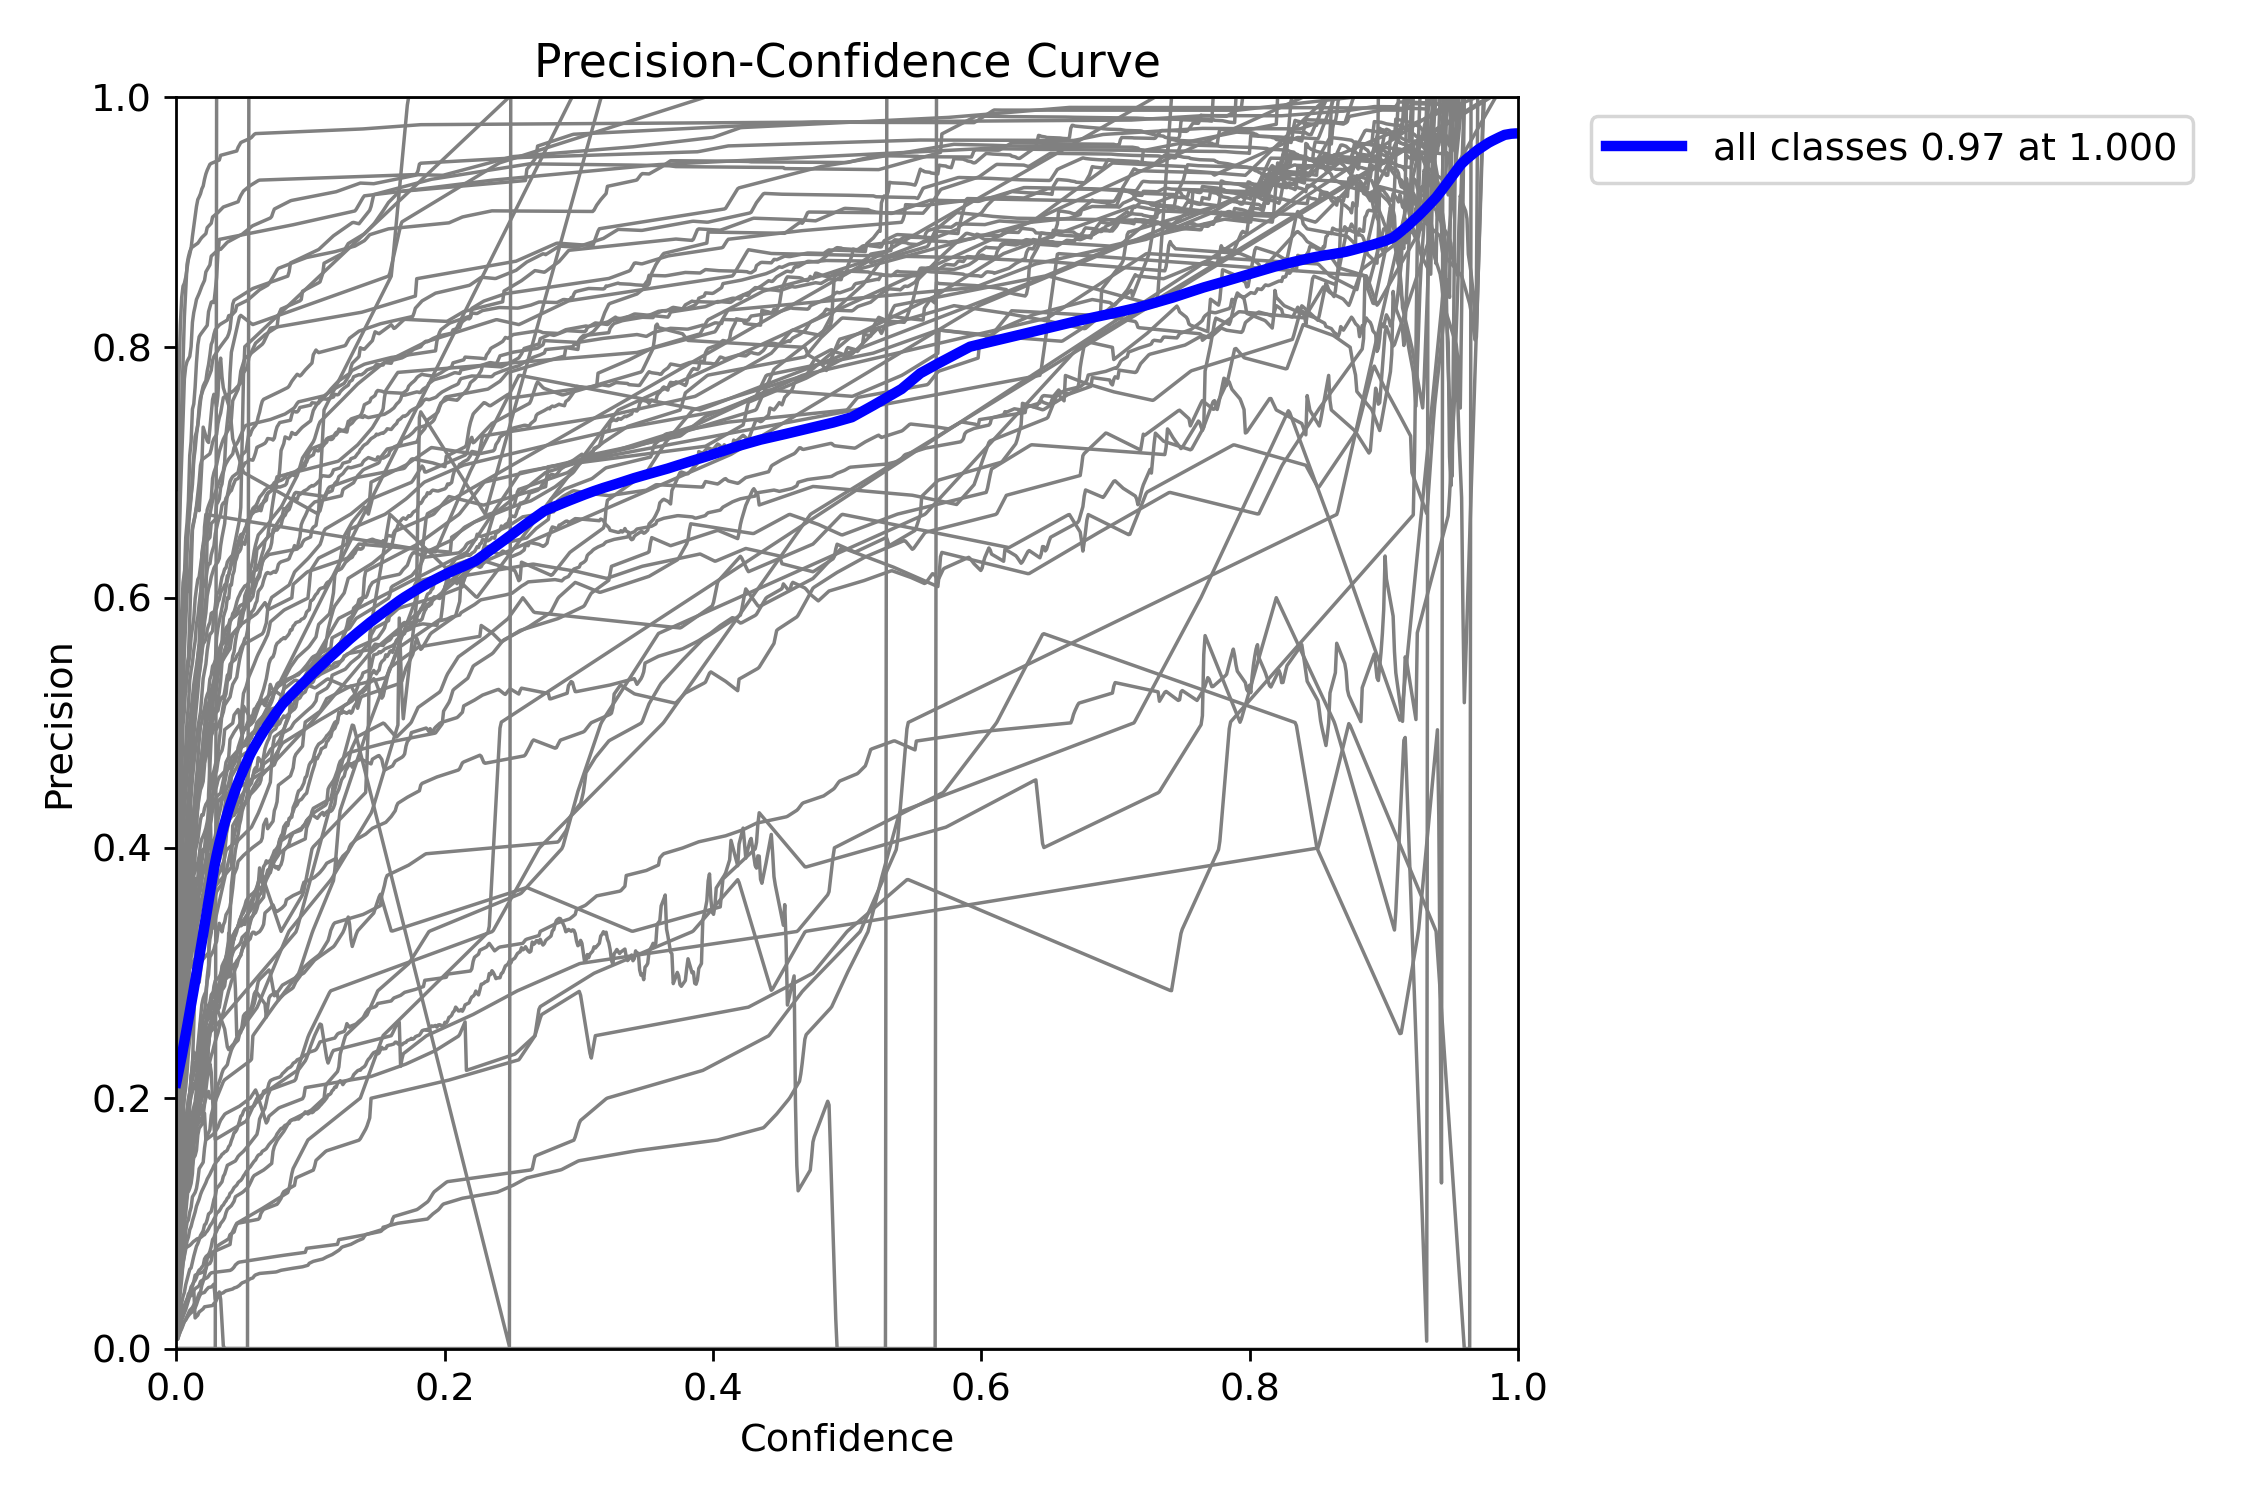 Precision-Confidence Curve
all classes 0.97 at 1.000
Precision
1.0
0.8
0.6
0.4
0.2
0.0
0.0 0.2 0.4 0.6 0.8 1.0
Confidence